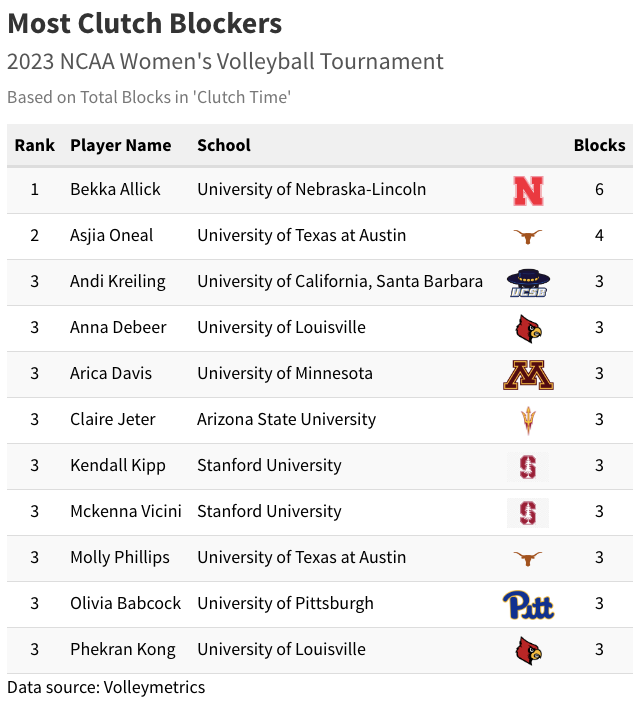 Most Clutch Blockers
2023 NCAA Women's Volleyball Tournament
Based on Total Blocks in 'Clutch Time'
Rank Player Name School Blocks
1 Bekka Allick University of Nebraska-Lincoln N 6
2 Asjia Oneal University of Texas at Austin 4
3 Andi Kreiling University of California, Santa Barbara UCSB 3
3 Anna Debeer University of Louisville 3
3 Arica Davis University of Minnesota M 3
3 Claire Jeter Arizona State University 3
3 Kendall Kipp Stanford University S 3
3 Mckenna Vicini Stanford University S 3
3 Molly Phillips University of Texas at Austin 3
3 Olivia Babcock University of Pittsburgh Pitt 3
3 Phekran Kong University of Louisville 3
Data source: Volleymetrics